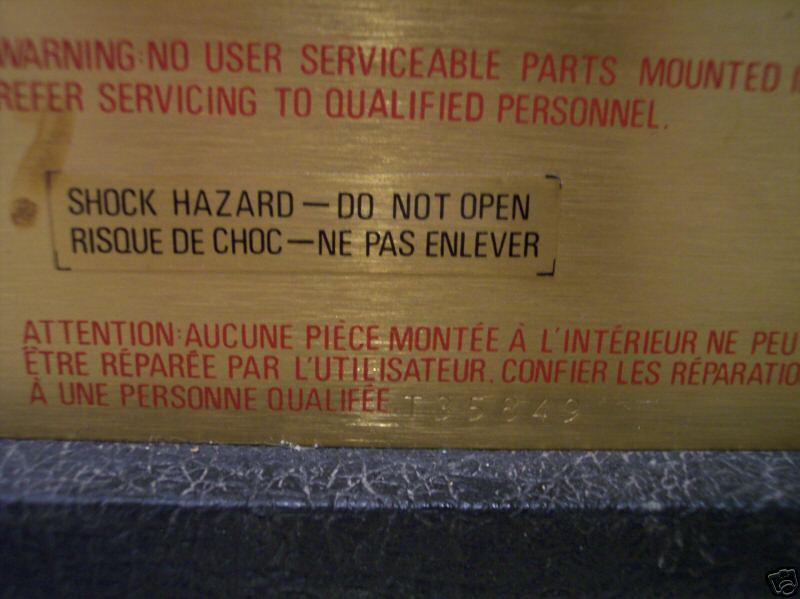 WARNING:NO USER SERVICEABLE PARTS MOUNTED
REFER SERVICING TO QUALIFIED PERSONNEL.
SHOCK HAZARD—DO NOT OPEN
RISQUE DE CHOC—NE PAS ENLEVER
ATTENTION:AUCUNE PIÈCE MONTÉE À L'INTÉRIEUR NE PEU
ÊTRE RÉPARÉE PAR L'UTILISATEUR. CONFIER LES RÉPARATIO
À UNE PERSONNE QUALIFÉE
T35849